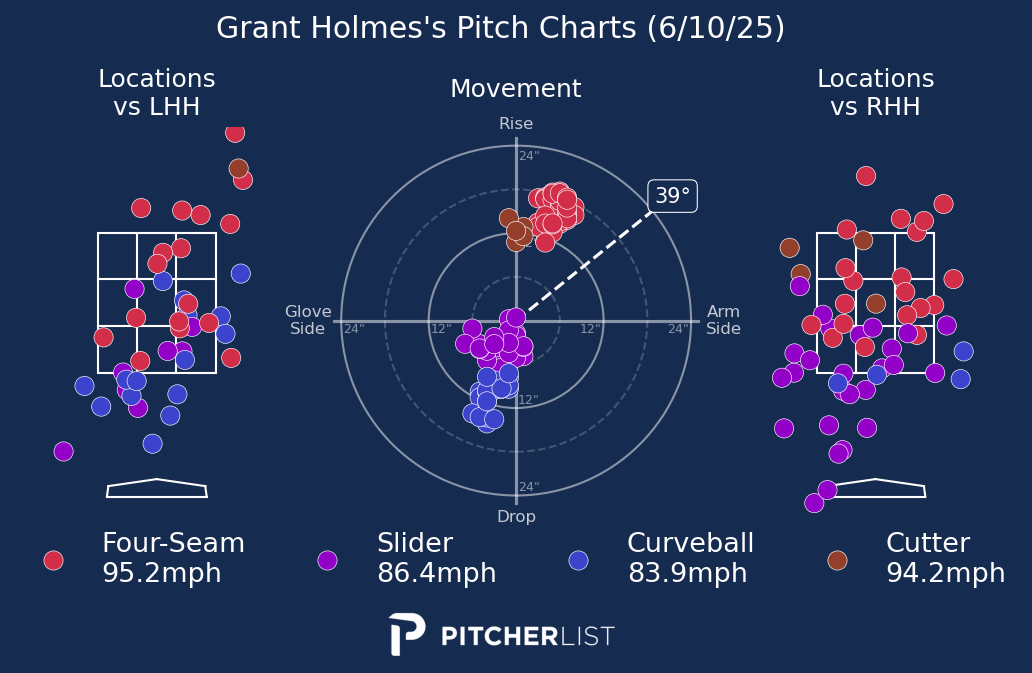 Grant Holmes's Pitch Charts (6/10/25)
Locations
vs LHH
Movement
Locations
vs RHH
Rise
24"
39°
Glove
Side
24"
12"
12"
24"
Arm
Side
12"
24"
Drop
Four-Seam
95.2mph
Slider
86.4mph
Curveball
83.9mph
Cutter
94.2mph
PITCHERLIST